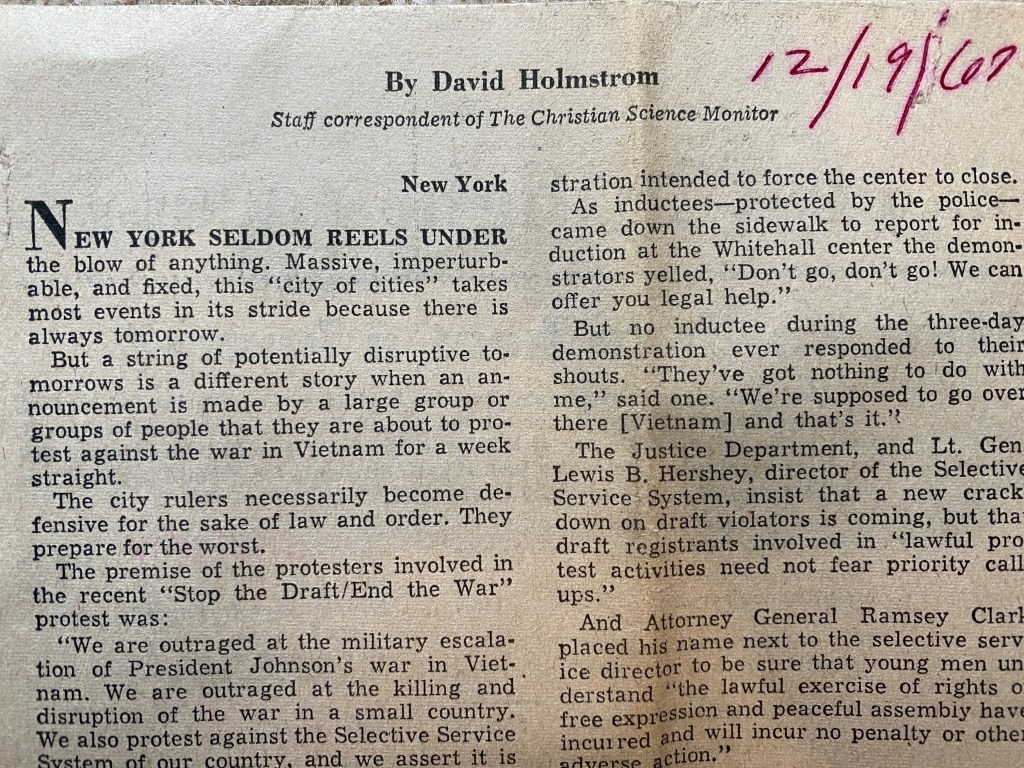 12/19/67
By David Holmstrom
Staff correspondent of The Christian Science Monitor
New York
NEW YORK SELDOM REELS UNDER
the blow of anything. Massive, imperturb-
able, and fixed, this "city of cities" takes
most events in its stride because there is
always tomorrow.
But a string of potentially disruptive to-
morrows is a different story when an an-
nouncement is made by a large group or
groups of people that they are about to pro-
test against the war in Vietnam for a week
straight.
The city rulers necessarily become de-
fensive for the sake of law and order. They
prepare for the worst.
The premise of the protesters involved in
the recent "Stop the Draft/End the War"
protest was:
"We are outraged at the military escala-
tion of President Johnson's war in Viet-
nam. We are outraged at the killing and
disruption of the war in a small country.
We also protest against the Selective Service
System of our country, and we assert it is
stration intended to force the center to close.
As inductees—protected by the police—
came down the sidewalk to report for in-
duction at the Whitehall center the demon-
strators yelled, "Don't go, don't go! We can
offer you legal help."
But no inductee during the three-day
demonstration ever responded to their
shouts. "They've got nothing to do with
me," said one. "We're supposed to go over
there [Vietnam] and that's it."
The Justice Department, and Lt. Gen
Lewis B. Hershey, director of the Selective
Service System, insist that a new crack
down on draft violators is coming, but tha
draft registrants involved in "lawful pro
test activities need not fear priority call
ups."
And Attorney General Ramsey Clark
placed his name next to the selective serv
ice director to be sure that young men un
derstand "the lawful exercise of rights o
free expression and peaceful assembly have
incurred and will incur no penalty or other
adverse action."